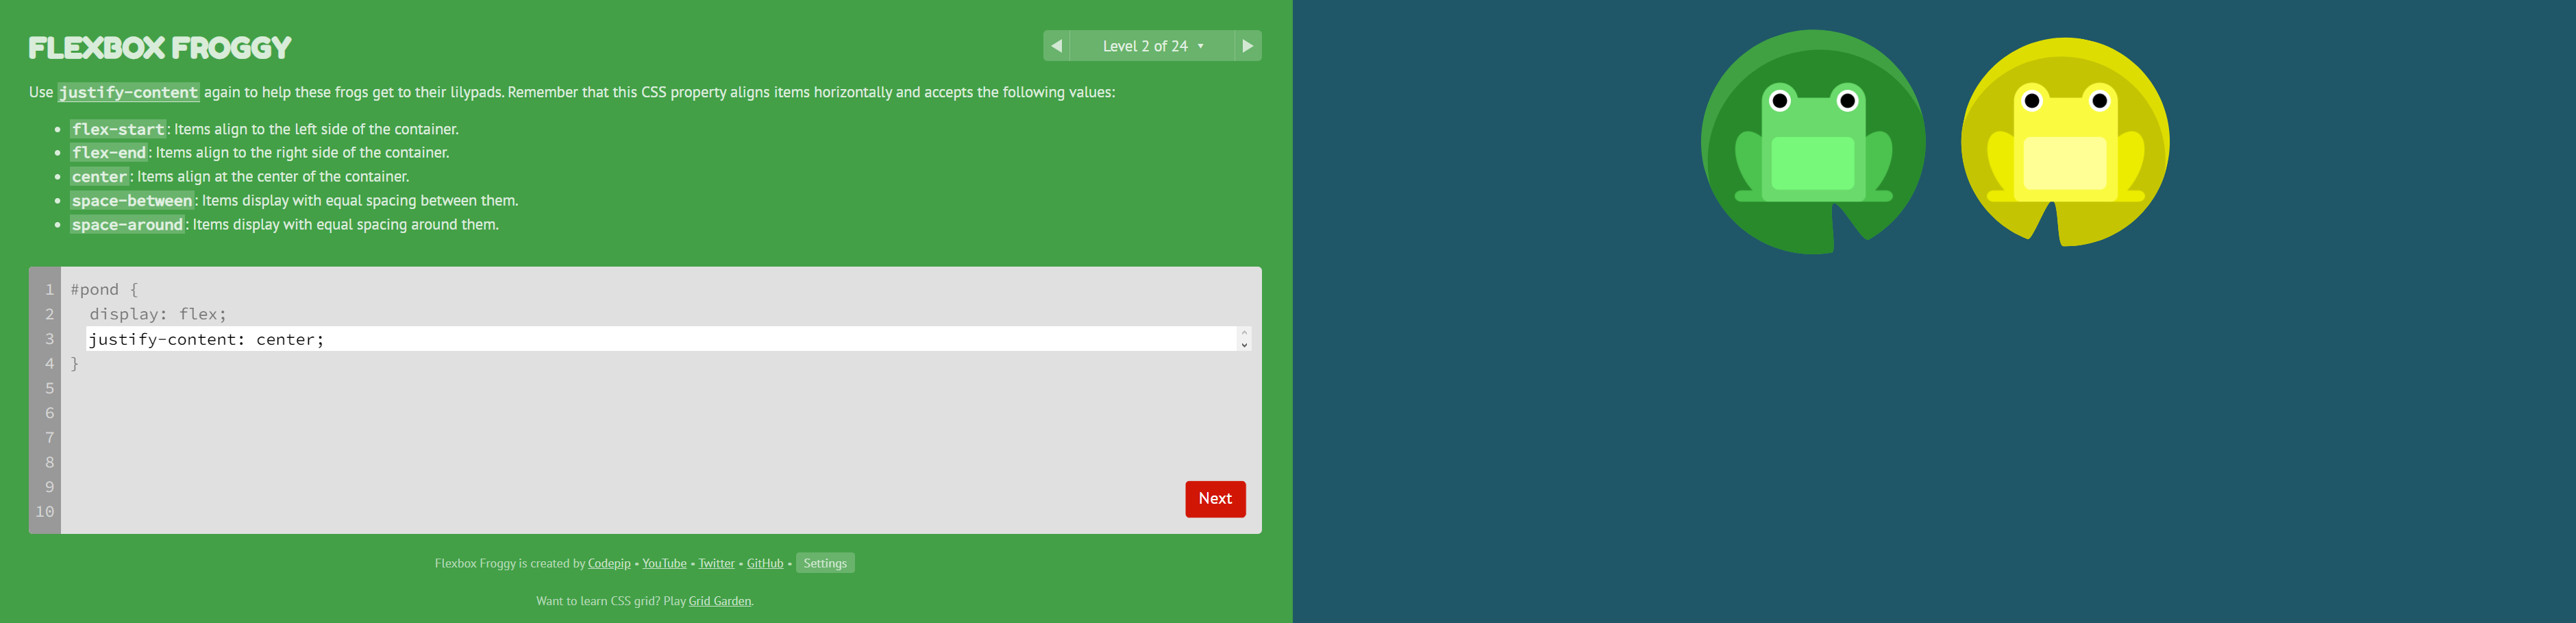 FLEXBOX FROGGY
Level 2 of 24
Use justify-content again to help these frogs get to their lilypads. Remember that this CSS property aligns items horizontally and accepts the following values:
flex-start: Items align to the left side of the container.
flex-end: Items align to the right side of the container.
center: Items align at the center of the container.
space-between: Items display with equal spacing between them.
space-around: Items display with equal spacing around them.
1 #pond {
2 display: flex;
3 justify-content: center;
4 }
5
6
7
8
9
10
Next
Flexbox Froggy is created by Codepip • YouTube • Twitter • GitHub • Settings
Want to learn CSS grid? Play Grid Garden.